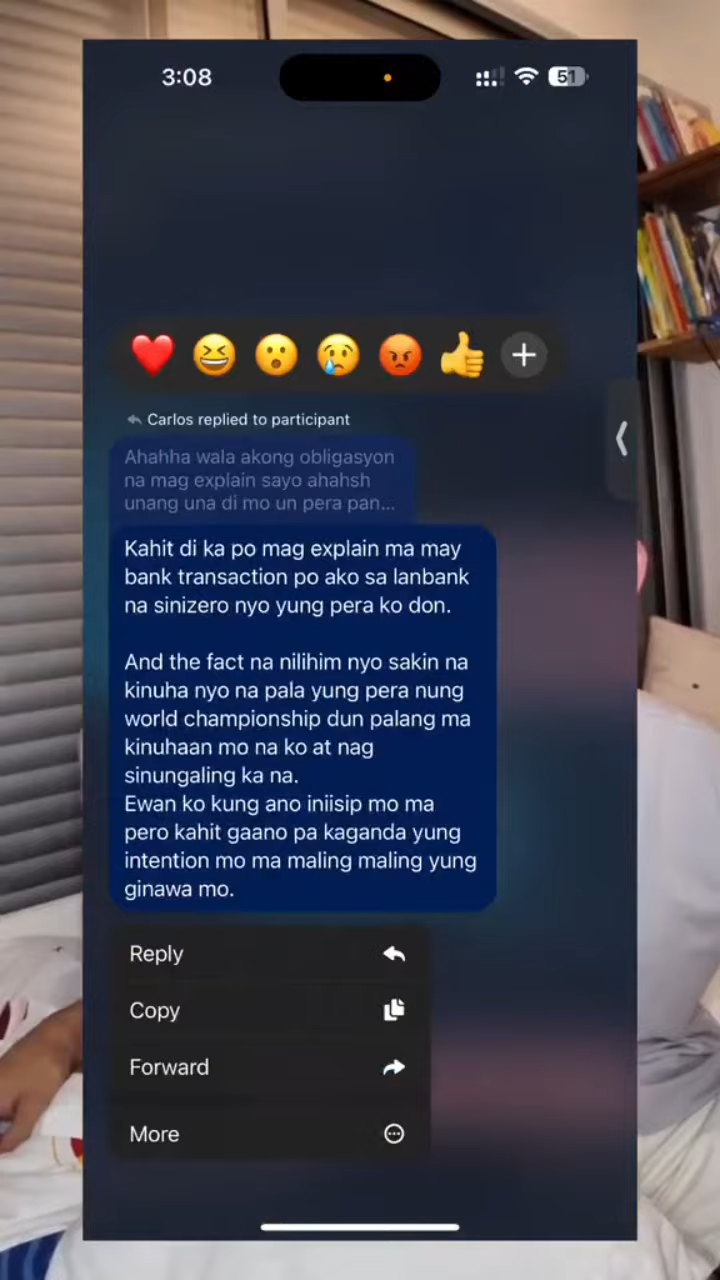 3:08
51
Carlos replied to participant
Ahahha wala akong obligasyon
na mag explain sayo ahahsh
unang una di mo un pera pan...
Kahit di ka po mag explain ma may
bank transaction po ako sa lanbank
na sinizero nyo yung pera ko don.
And the fact na nilihim nyo sakin na
kinuha nyo na pala yung pera nung
world championship dun palang ma
kinuhaan mo na ko at nag
sinungaling ka na.
Ewan ko kung ano iniisip mo ma
pero kahit gaano pa kaganda yung
intention mo ma maling maling yung
ginawa mo.
Reply
Copy
Forward
More